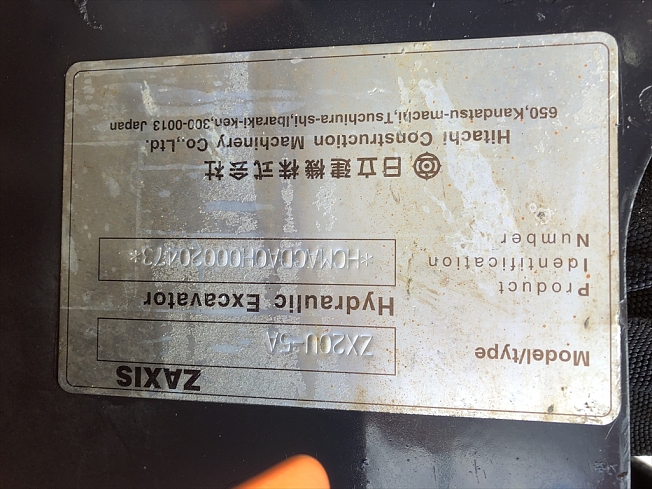 ZAXIS
Model/type ZX20U-5A
Hydraulic Excavator
Product
Identification
Number
*HCMACDA0H00020473*
日立建機株式会社
Hitachi Construction Machinery Co.,Ltd.
650,Kandatsu-machi,Tsuchiura-shi,Ibaraki-ken,300-0013 Japan